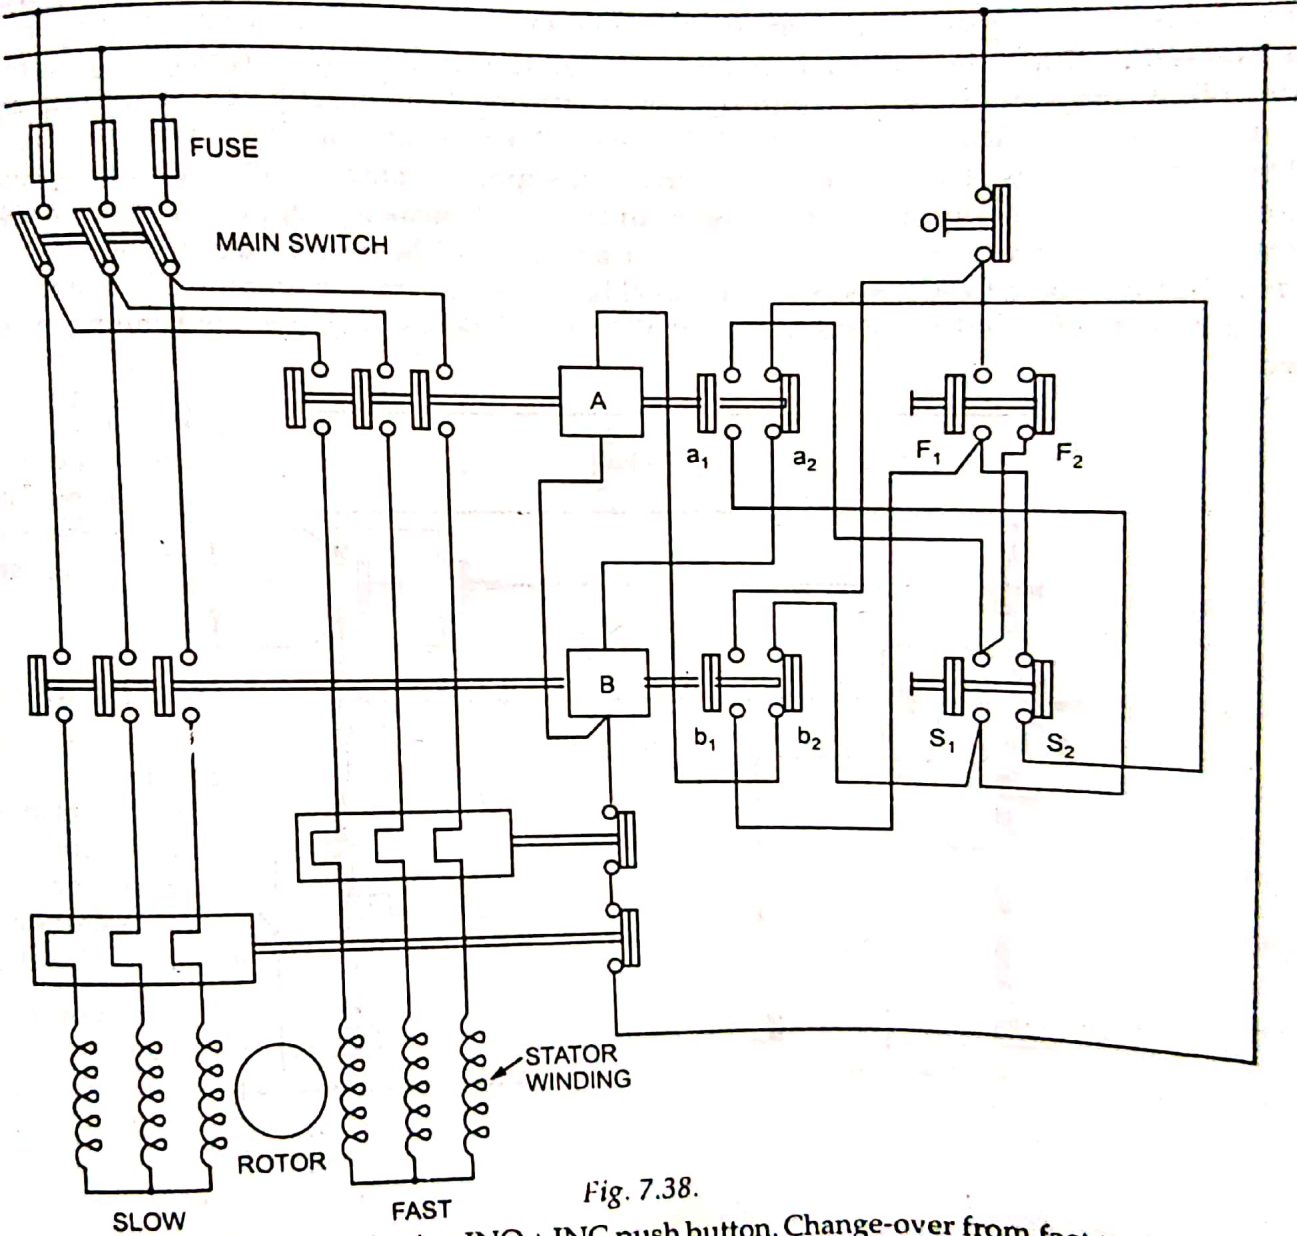 FUSE
O
MAIN SWITCH
A
a1
a2
F1
F2
B
b1
b2
S1
S2
STATOR
WINDING
ROTOR
SLOW
FAST
Fig. 7.38.
push button. Change-over from